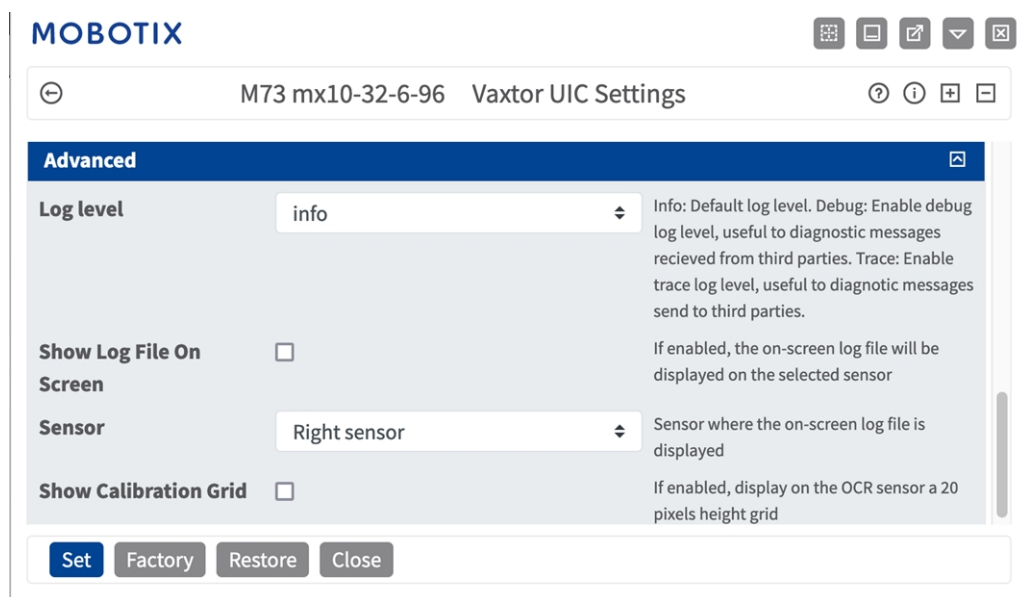 MOBOTIX
M73 mx10-32-6-96 Vaxtor UIC Settings
Advanced
Log level
info
Info: Default log level. Debug: Enable debug
log level, useful to diagnostic messages
recieved from third parties. Trace: Enable
trace log level, useful to diagnotic messages
send to third parties.
Show Log File On
Screen
If enabled, the on-screen log file will be
displayed on the selected sensor
Sensor
Right sensor
Sensor where the on-screen log file is
displayed
Show Calibration Grid
If enabled, display on the OCR sensor a 20
pixels height grid
Set Factory Restore Close